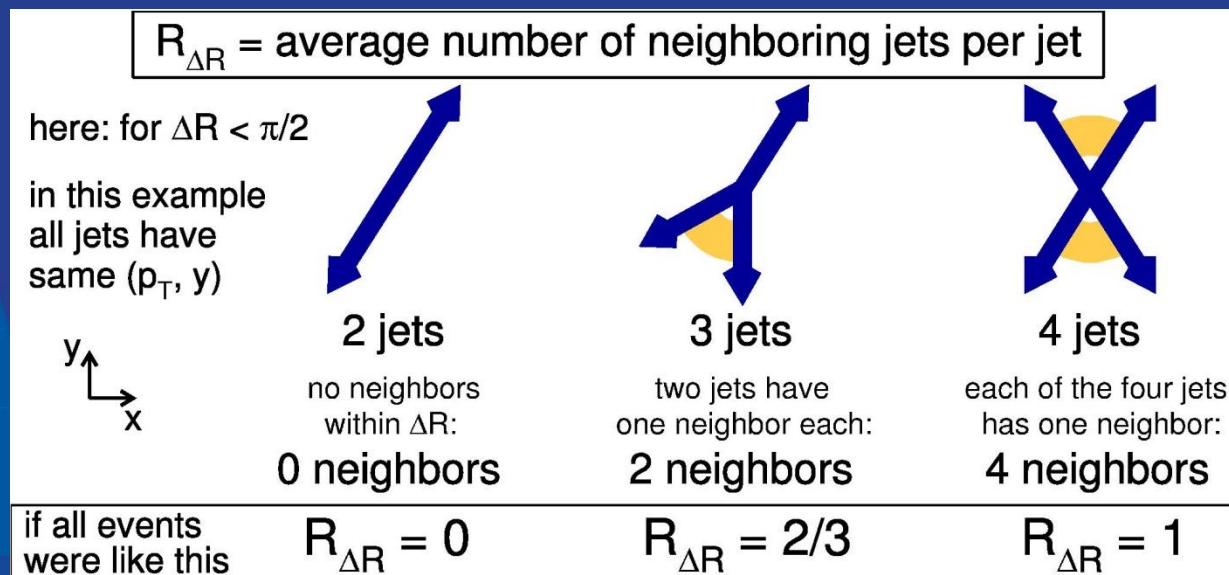 R_ΔR = average number of neighboring jets per jet
here: for ΔR < π/2
in this example
all jets have
same (p_T, y)
y
x
2 jets
no neighbors
within ΔR:
0 neighbors
3 jets
two jets have
one neighbor each:
2 neighbors
4 jets
each of the four jets
has one neighbor:
4 neighbors
if all events
were like this
R_ΔR = 0
R_ΔR = 2/3
R_ΔR = 1